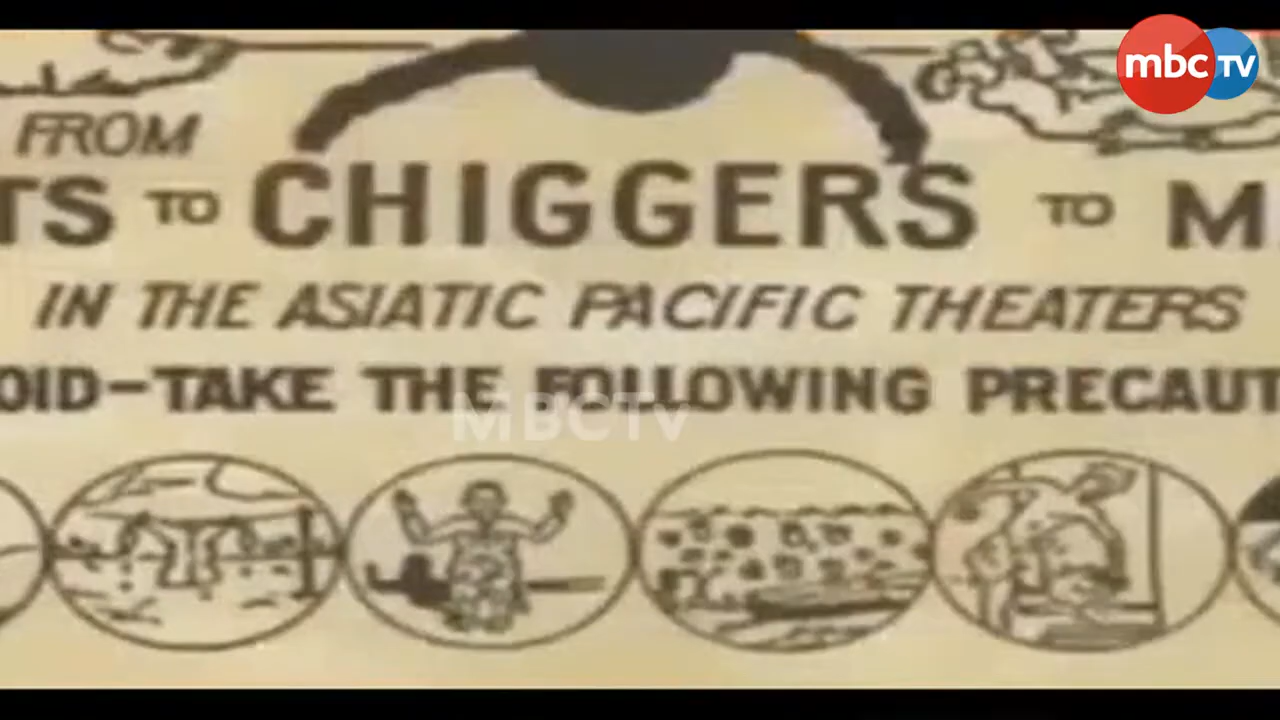 mbc TV
FROM
TS TO CHIGGERS TO M
IN THE ASIATIC PACIFIC THEATERS
OID-TAKE THE FOLLOWING PRECAUT
MBCTv